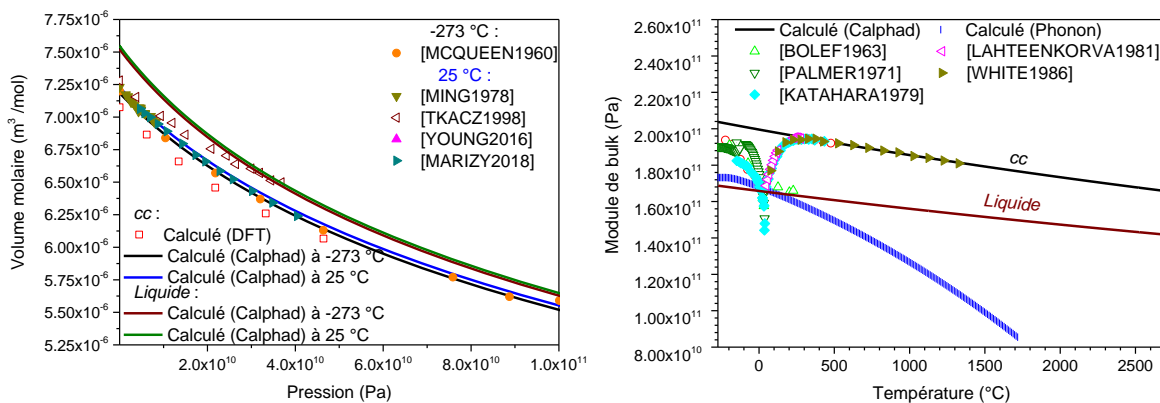 7.75x10⁻⁶
7.50x10⁻⁶
7.25x10⁻⁶
7.00x10⁻⁶
6.75x10⁻⁶
6.50x10⁻⁶
6.25x10⁻⁶
6.00x10⁻⁶
5.75x10⁻⁶
5.50x10⁻⁶
5.25x10⁻⁶
Volume molaire (m³/mol)
-273 °C :
[MCQUEEN1960]
25 °C :
[MING1978]
[TKACZ1998]
[YOUNG2016]
[MARIZY2018]
cc :
Calculé (DFT)
Calculé (Calphad) à -273 °C
Calculé (Calphad) à 25 °C
Liquide :
Calculé (Calphad) à -273 °C
Calculé (Calphad) à 25 °C
2.0x10¹⁰ 4.0x10¹⁰ 6.0x10¹⁰ 8.0x10¹⁰ 1.0x10¹¹
Pression (Pa)
2.60x10¹¹
2.40x10¹¹
2.20x10¹¹
2.00x10¹¹
1.80x10¹¹
1.60x10¹¹
1.40x10¹¹
1.20x10¹¹
1.00x10¹¹
8.00x10¹⁰
Module de bulk (Pa)
Calculé (Calphad) Calculé (Phonon)
[BOLEF1963] [LAHTEENKORVA1981]
[PALMER1971] [WHITE1986]
[KATAHARA1979]
cc
Liquide
0 500 1000 1500 2000 2500
Température (°C)